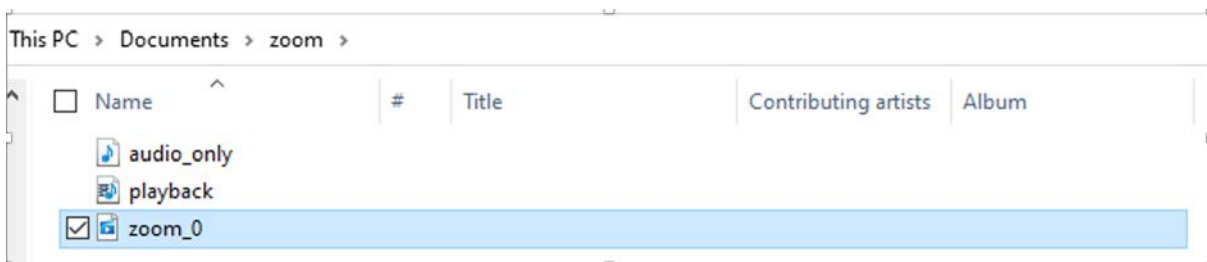 This PC > Documents > zoom >
Name # Title Contributing artists Album
audio_only
playback
zoom_0